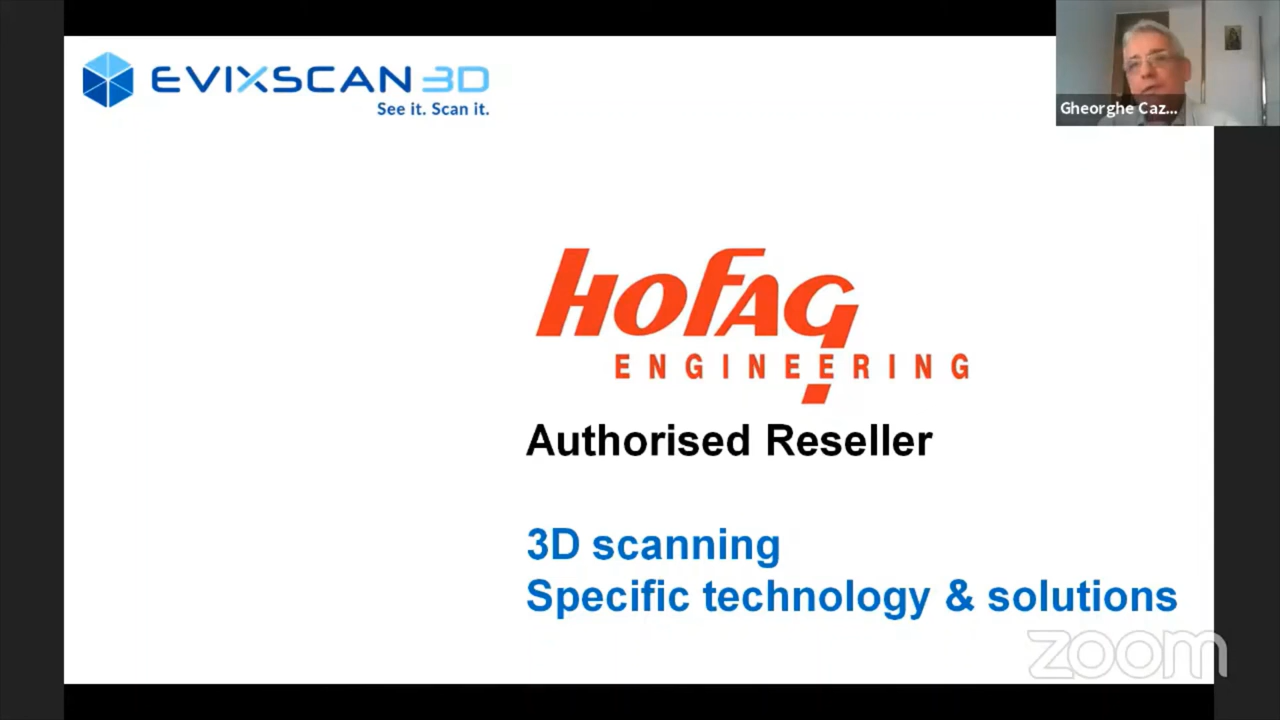 EVIXSCAN 3D
See it. Scan it.
Gheorghe Caz...
HOFAG
ENGINEERING
Authorised Reseller
3D scanning
Specific technology & solutions
zoom